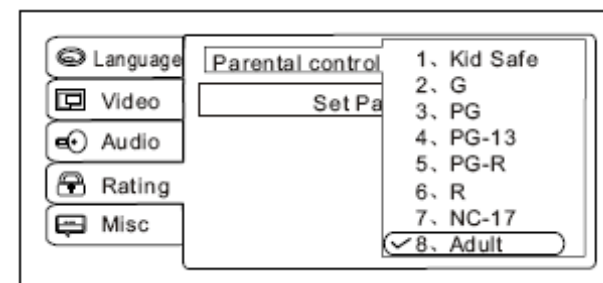 Language
Video
Audio
Rating
Misc
Parental control
Set Pa
1、Kid Safe
2、G
3、PG
4、PG-13
5、PG-R
6、R
7、NC-17
8、Adult